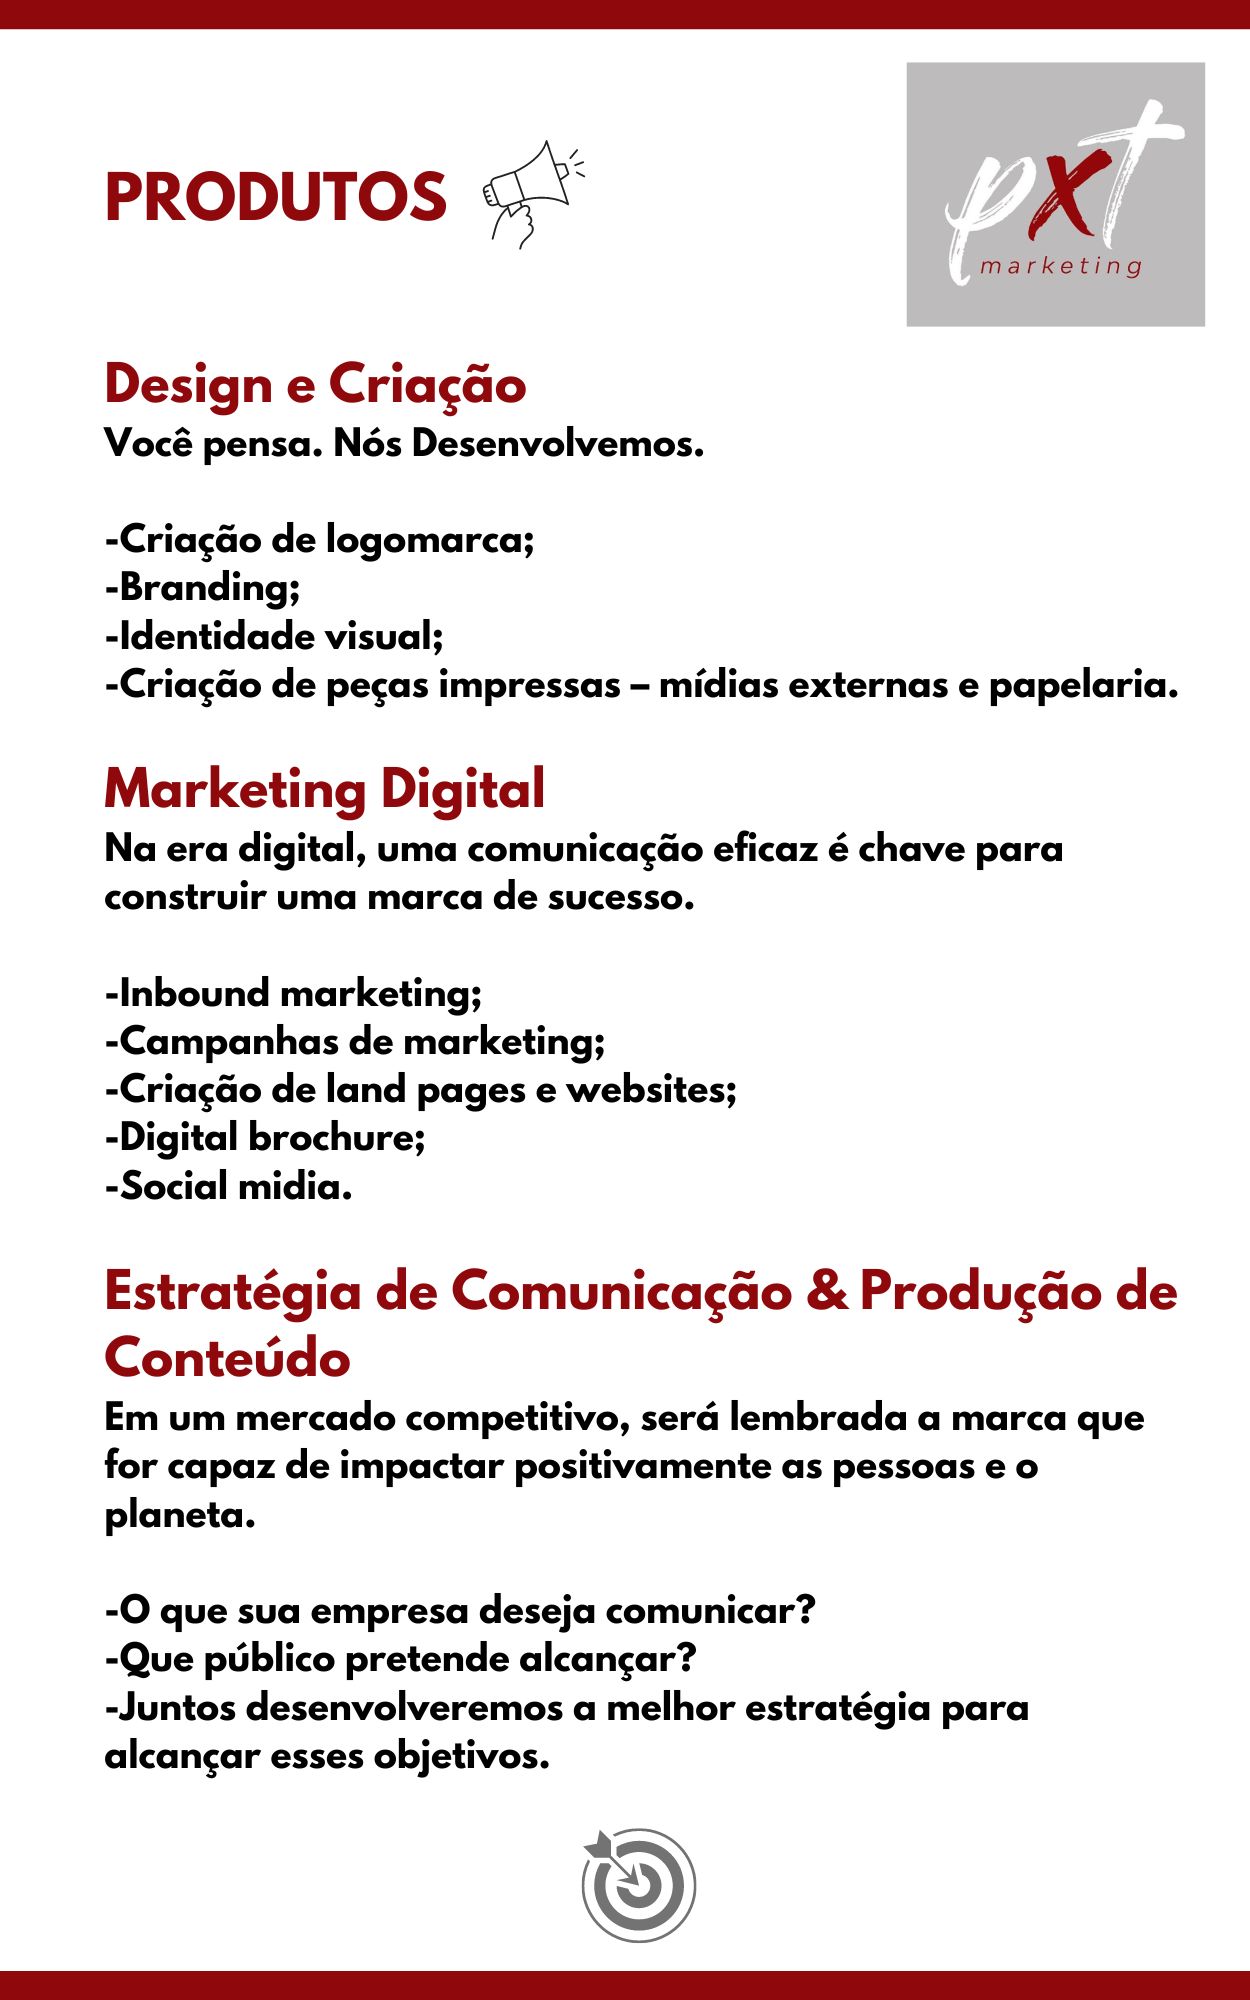 PRODUTOS
pxt
marketing
Design e Criação
Você pensa. Nós Desenvolvemos.
-Criação de logomarca;
-Branding;
-Identidade visual;
-Criação de peças impressas – mídias externas e papelaria.
Marketing Digital
Na era digital, uma comunicação eficaz é chave para
construir uma marca de sucesso.
-Inbound marketing;
-Campanhas de marketing;
-Criação de land pages e websites;
-Digital brochure;
-Social midia.
Estratégia de Comunicação & Produção de
Conteúdo
Em um mercado competitivo, será lembrada a marca que
for capaz de impactar positivamente as pessoas e o
planeta.
-O que sua empresa deseja comunicar?
-Que público pretende alcançar?
-Juntos desenvolveremos a melhor estratégia para
alcançar esses objetivos.